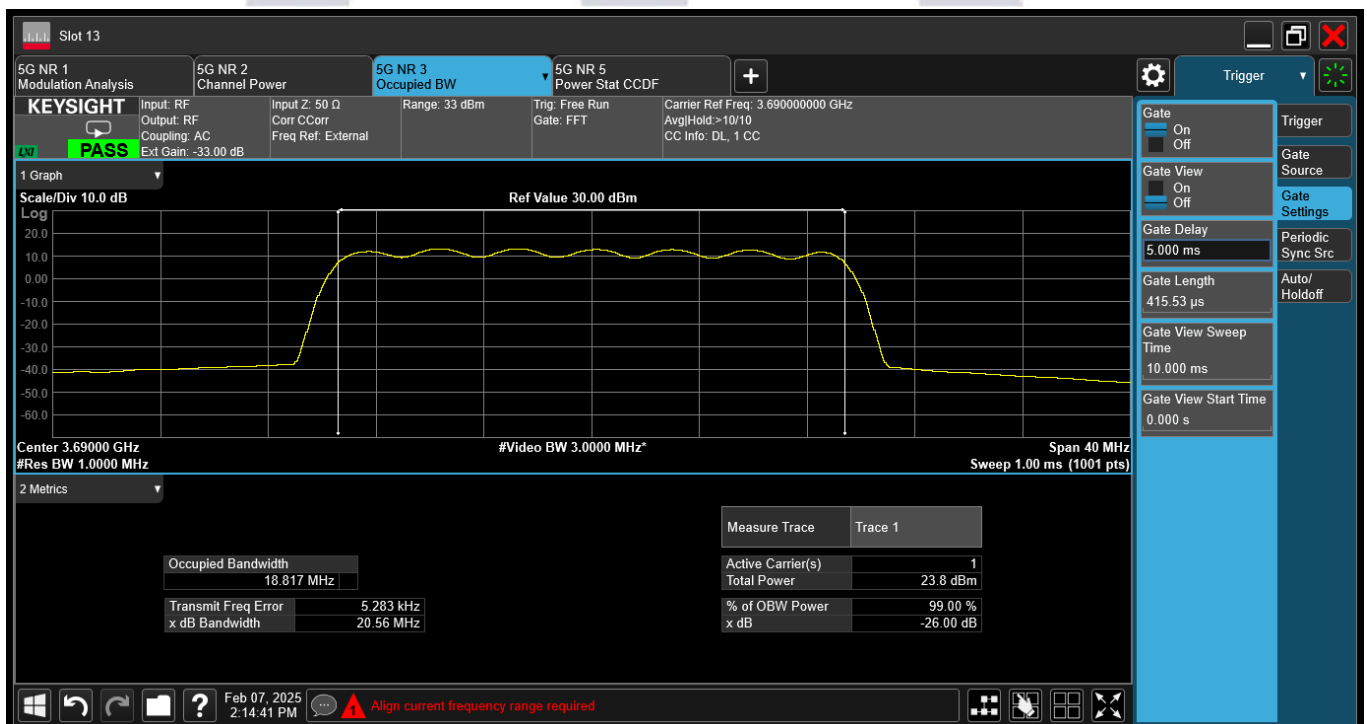 Slot 13
5G NR 1
Modulation Analysis
5G NR 2
Channel Power
5G NR 3
Occupied BW
5G NR 5
Power Stat CCDF
Trigger
KEYSIGHT
LXI
PASS
Input: RF
Output: RF
Coupling: AC
Ext Gain: -33.00 dB
Input Z: 50 Ω
Corr CCorr
Freq Ref: External
Range: 33 dBm
Trig: Free Run
Gate: FFT
Carrier Ref Freq: 3.690000000 GHz
Avg|Hold:>10/10
CC Info: DL, 1 CC
1 Graph
Scale/Div 10.0 dB
Ref Value 30.00 dBm
Log
20.0
10.0
0.00
-10.0
-20.0
-30.0
-40.0
-50.0
-60.0
Center 3.69000 GHz
#Video BW 3.0000 MHz*
Span 40 MHz
#Res BW 1.0000 MHz
Sweep 1.00 ms (1001 pts)
2 Metrics
Measure Trace Trace 1
Occupied Bandwidth
18.817 MHz
Transmit Freq Error 5.283 kHz
x dB Bandwidth 20.56 MHz
Active Carrier(s) 1
Total Power 23.8 dBm
% of OBW Power 99.00 %
x dB -26.00 dB
Gate
On
Off
Gate View
On
Off
Gate Delay
5.000 ms
Gate Length
415.53 µs
Gate View Sweep
Time
10.000 ms
Gate View Start Time
0.000 s
Trigger
Gate
Source
Gate
Settings
Periodic
Sync Src
Auto/
Holdoff
?
Feb 07, 2025
2:14:41 PM
1
Align current frequency range required